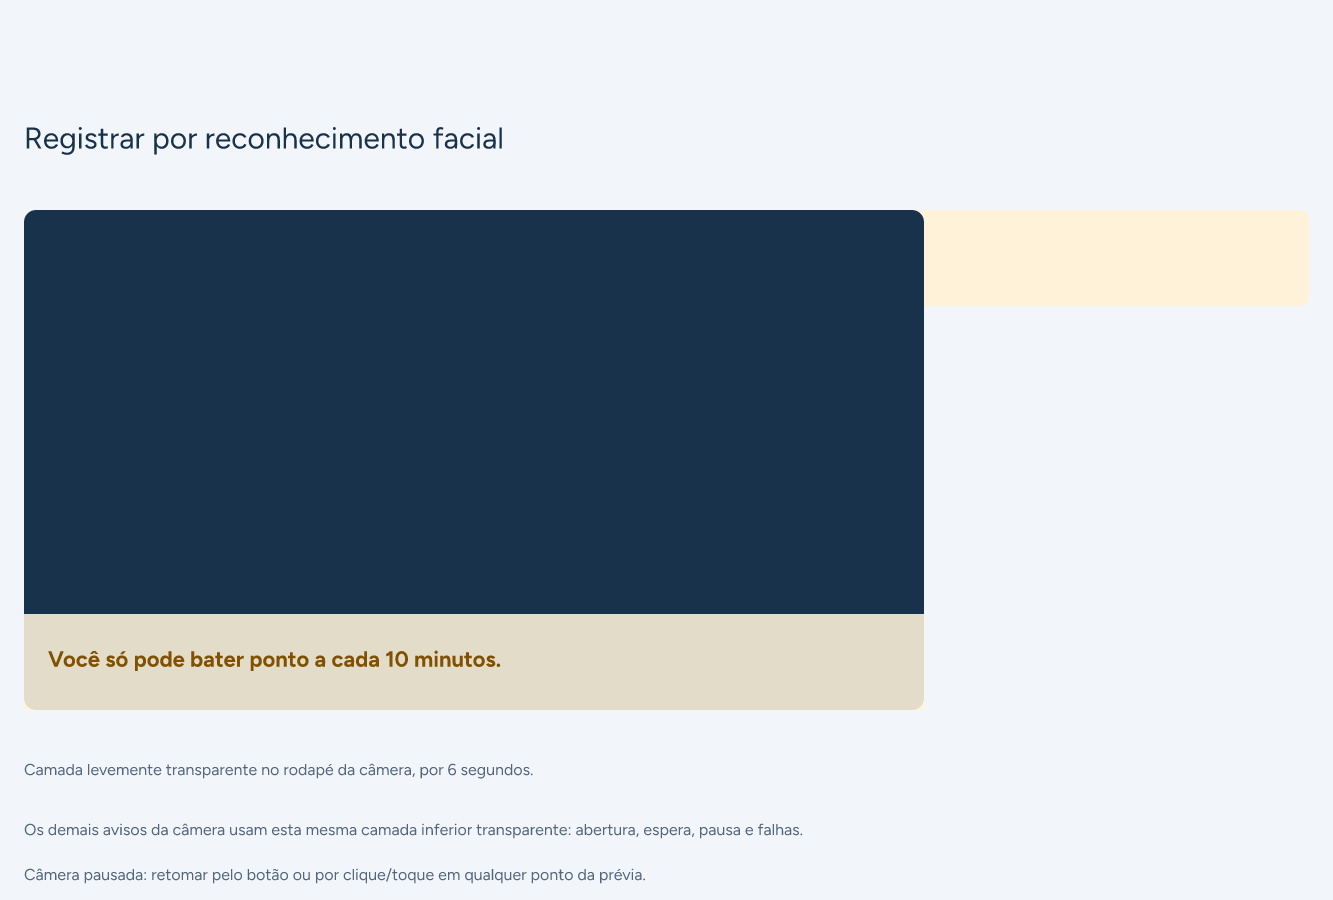 Registrar por reconhecimento facial
Você só pode bater ponto a cada 10 minutos.
Camada levemente transparente no rodapé da câmera, por 6 segundos.
Os demais avisos da câmera usam esta mesma camada inferior transparente: abertura, espera, pausa e falhas.
Câmera pausada: retomar pelo botão ou por clique/toque em qualquer ponto da prévia.